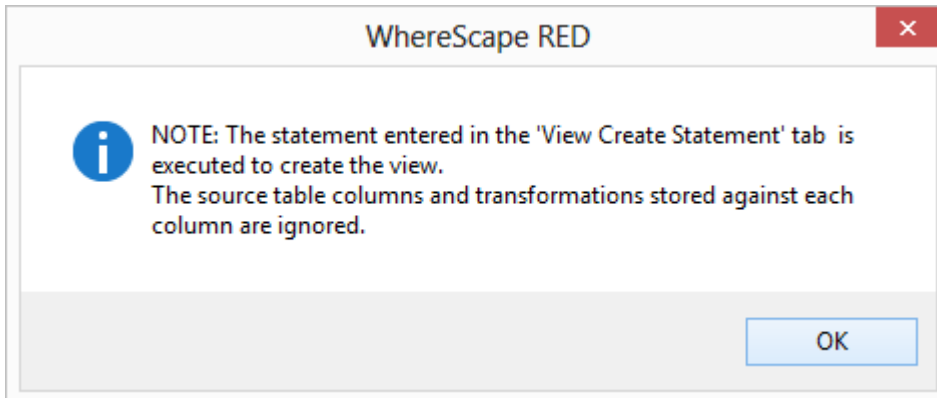 WhereScape RED
NOTE: The statement entered in the 'View Create Statement' tab  is
executed to create the view.
The source table columns and transformations stored against each
column are ignored.
OK